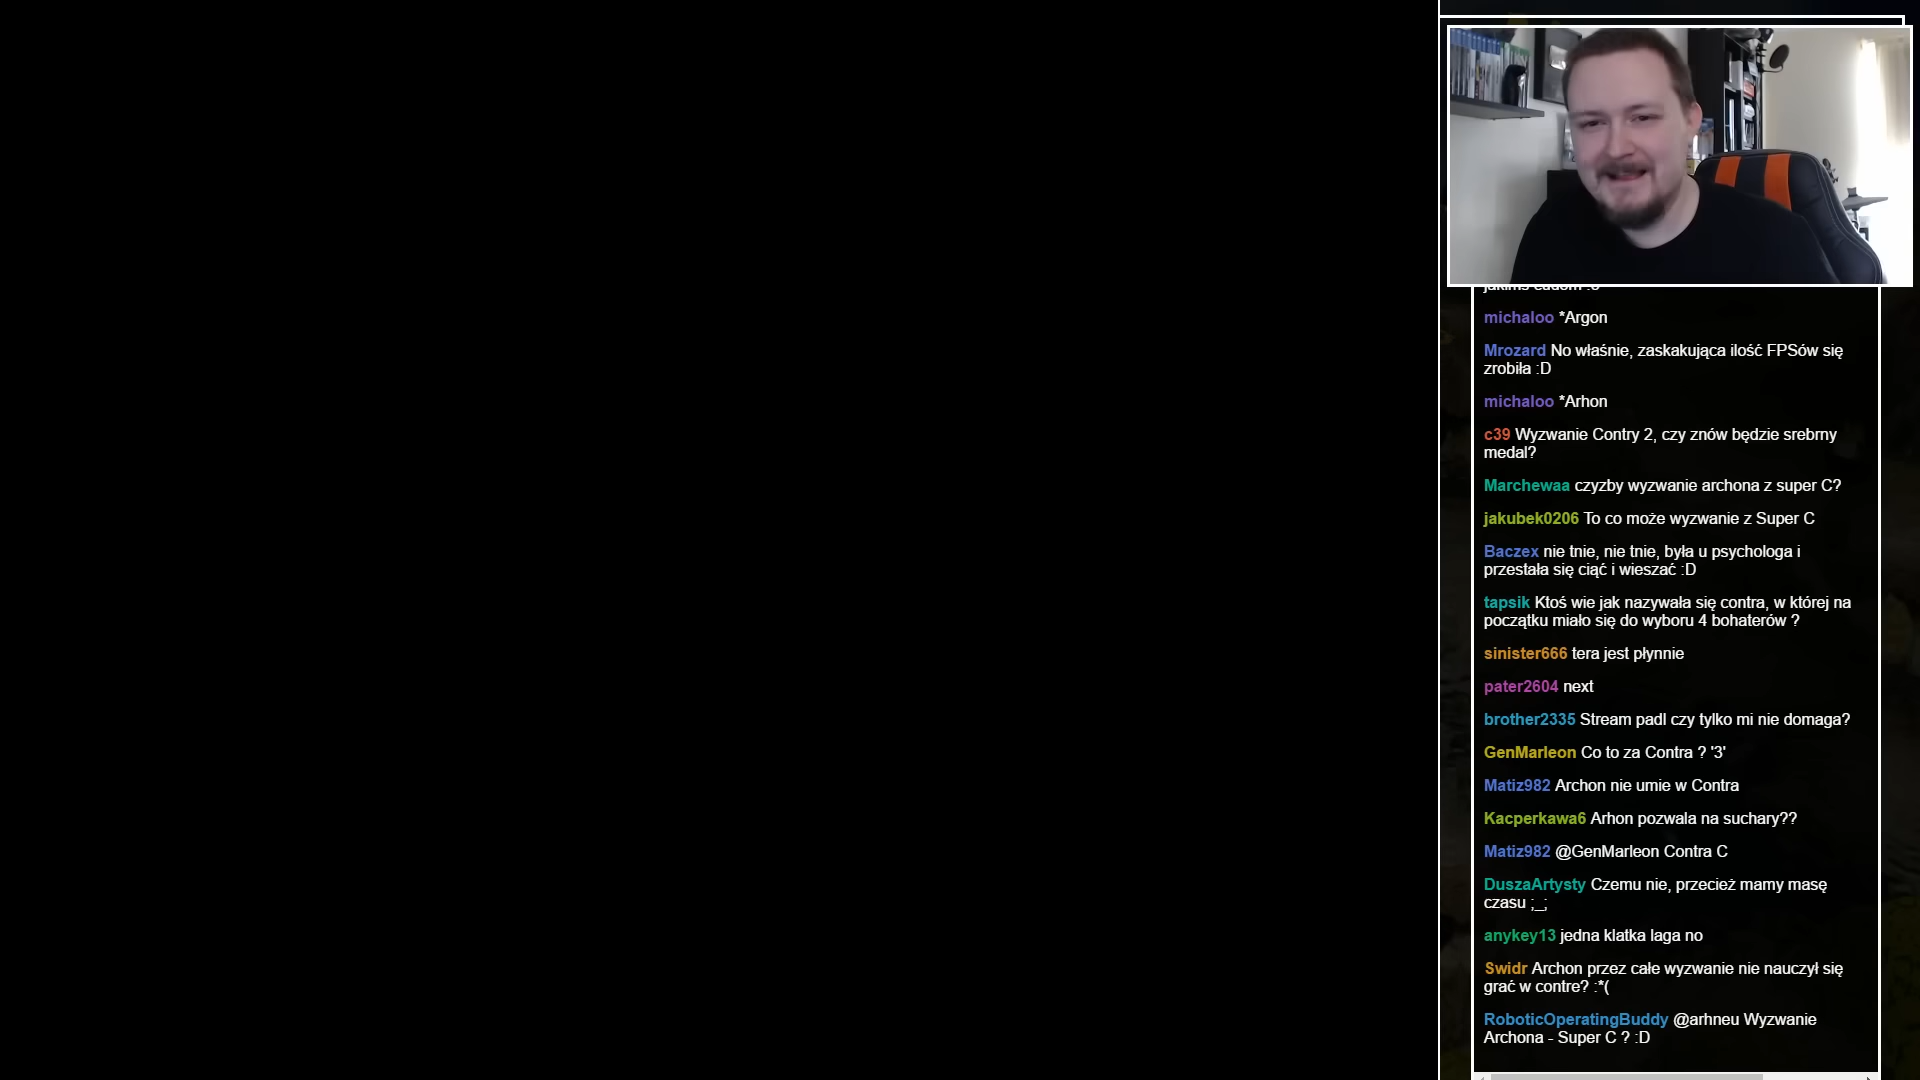 michaloo *Argon
Mrozard No właśnie, zaskakująca ilość FPSów się
zrobiła :D
michaloo *Arhon
c39 Wyzwanie Contry 2, czy znów będzie srebrny
medal?
Marchewaa czyzby wyzwanie archona z super C?
jakubek0206 To co może wyzwanie z Super C
Baczex nie tnie, nie tnie, była u psychologa i
przestała się ciąć i wieszać :D
tapsik Ktoś wie jak nazywała się contra, w której na
początku miało się do wyboru 4 bohaterów ?
sinister666 tera jest płynnie
pater2604 next
brother2335 Stream padl czy tylko mi nie domaga?
GenMarleon Co to za Contra ? '3'
Matiz982 Archon nie umie w Contra
Kacperkawa6 Arhon pozwala na suchary??
Matiz982 @GenMarleon Contra C
DuszaArtysty Czemu nie, przecież mamy masę
czasu ;_;
anykey13 jedna klatka laga no
Swidr Archon przez całe wyzwanie nie nauczył się
grać w contre? :*(
RoboticOperatingBuddy @arhneu Wyzwanie
Archona - Super C ? :D